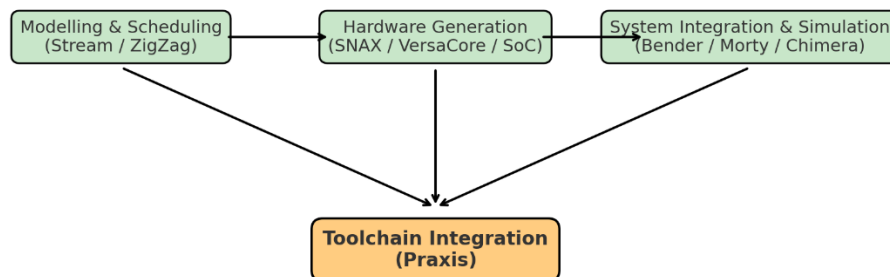 Modelling & Scheduling
(Stream / ZigZag)
Hardware Generation
(SNAX / VersaCore / SoC)
System Integration & Simulation
(Bender / Morty / Chimera)
Toolchain Integration
(Praxis)